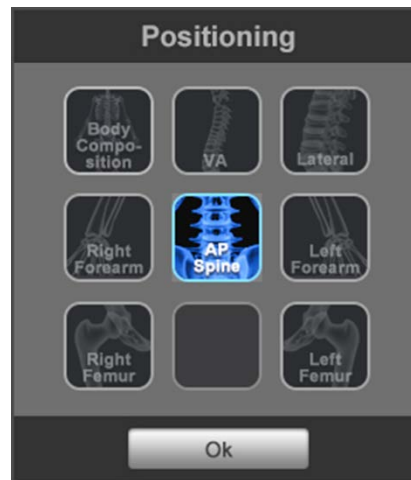 Positioning
Body
Compo-
sition
VA
Lateral
Right
Forearm
AP
Spine
Left
Forearm
Right
Femur
Left
Femur
Ok